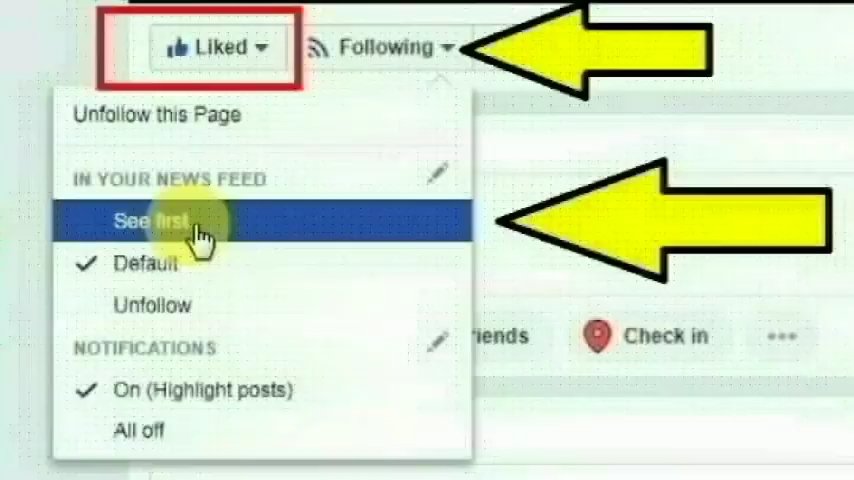 Liked Following
Unfollow this Page
IN YOUR NEWS FEED
See first
Default
Unfollow
NOTIFICATIONS
On (Highlight posts)
All off
riends Check in